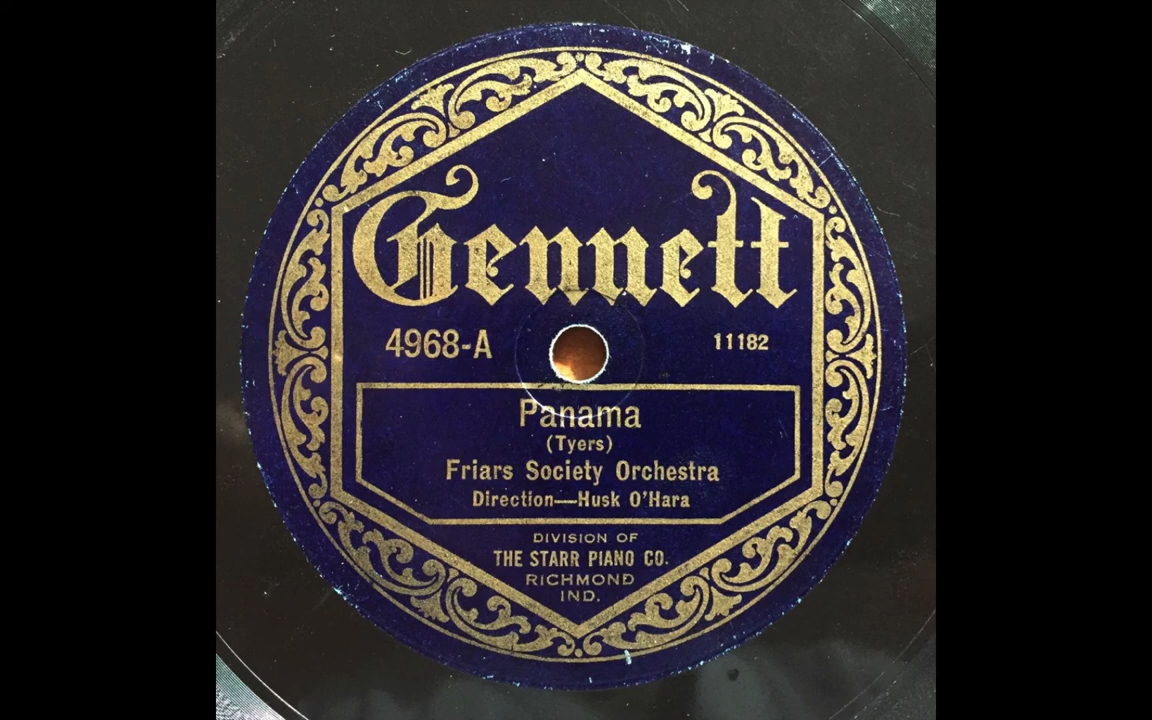 Gennett
4968-A 11182
Panama
(Tyers)
Friars Society Orchestra
Direction—Husk O'Hara
DIVISION OF
THE STARR PIANO CO.
RICHMOND
IND.